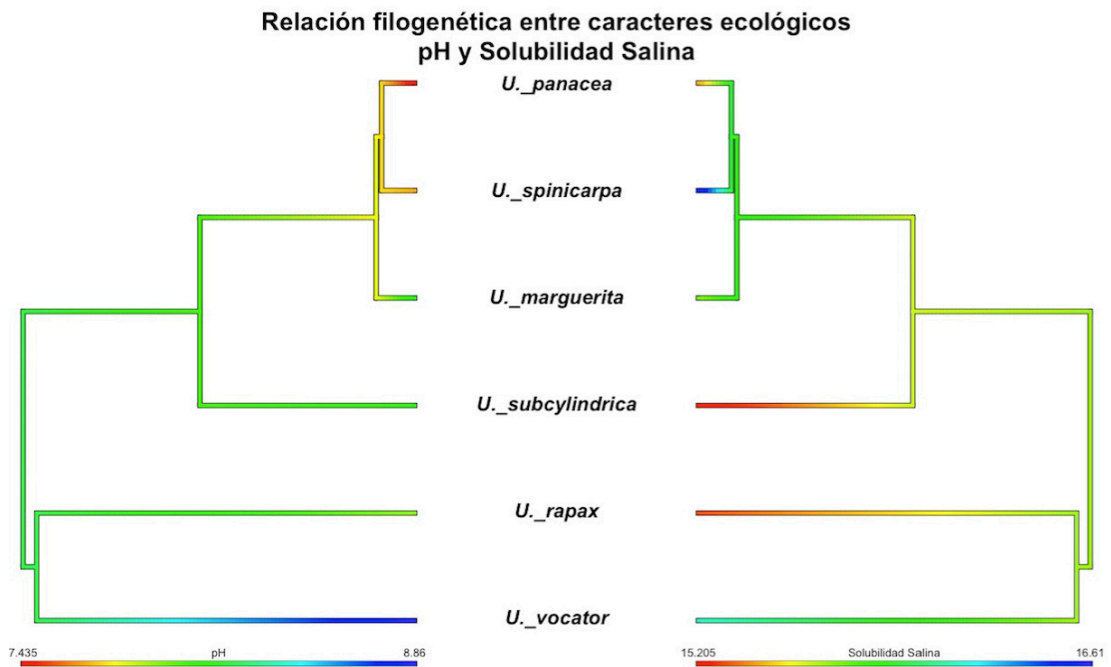 Relación filogenética entre caracteres ecológicos
pH y Solubilidad Salina
U._panacea
U._spinicarpa
U._marguerita
U._subcylindrica
U._rapax
U._vocator
7.435 pH 8.86
15.205 Solubilidad Salina 16.61